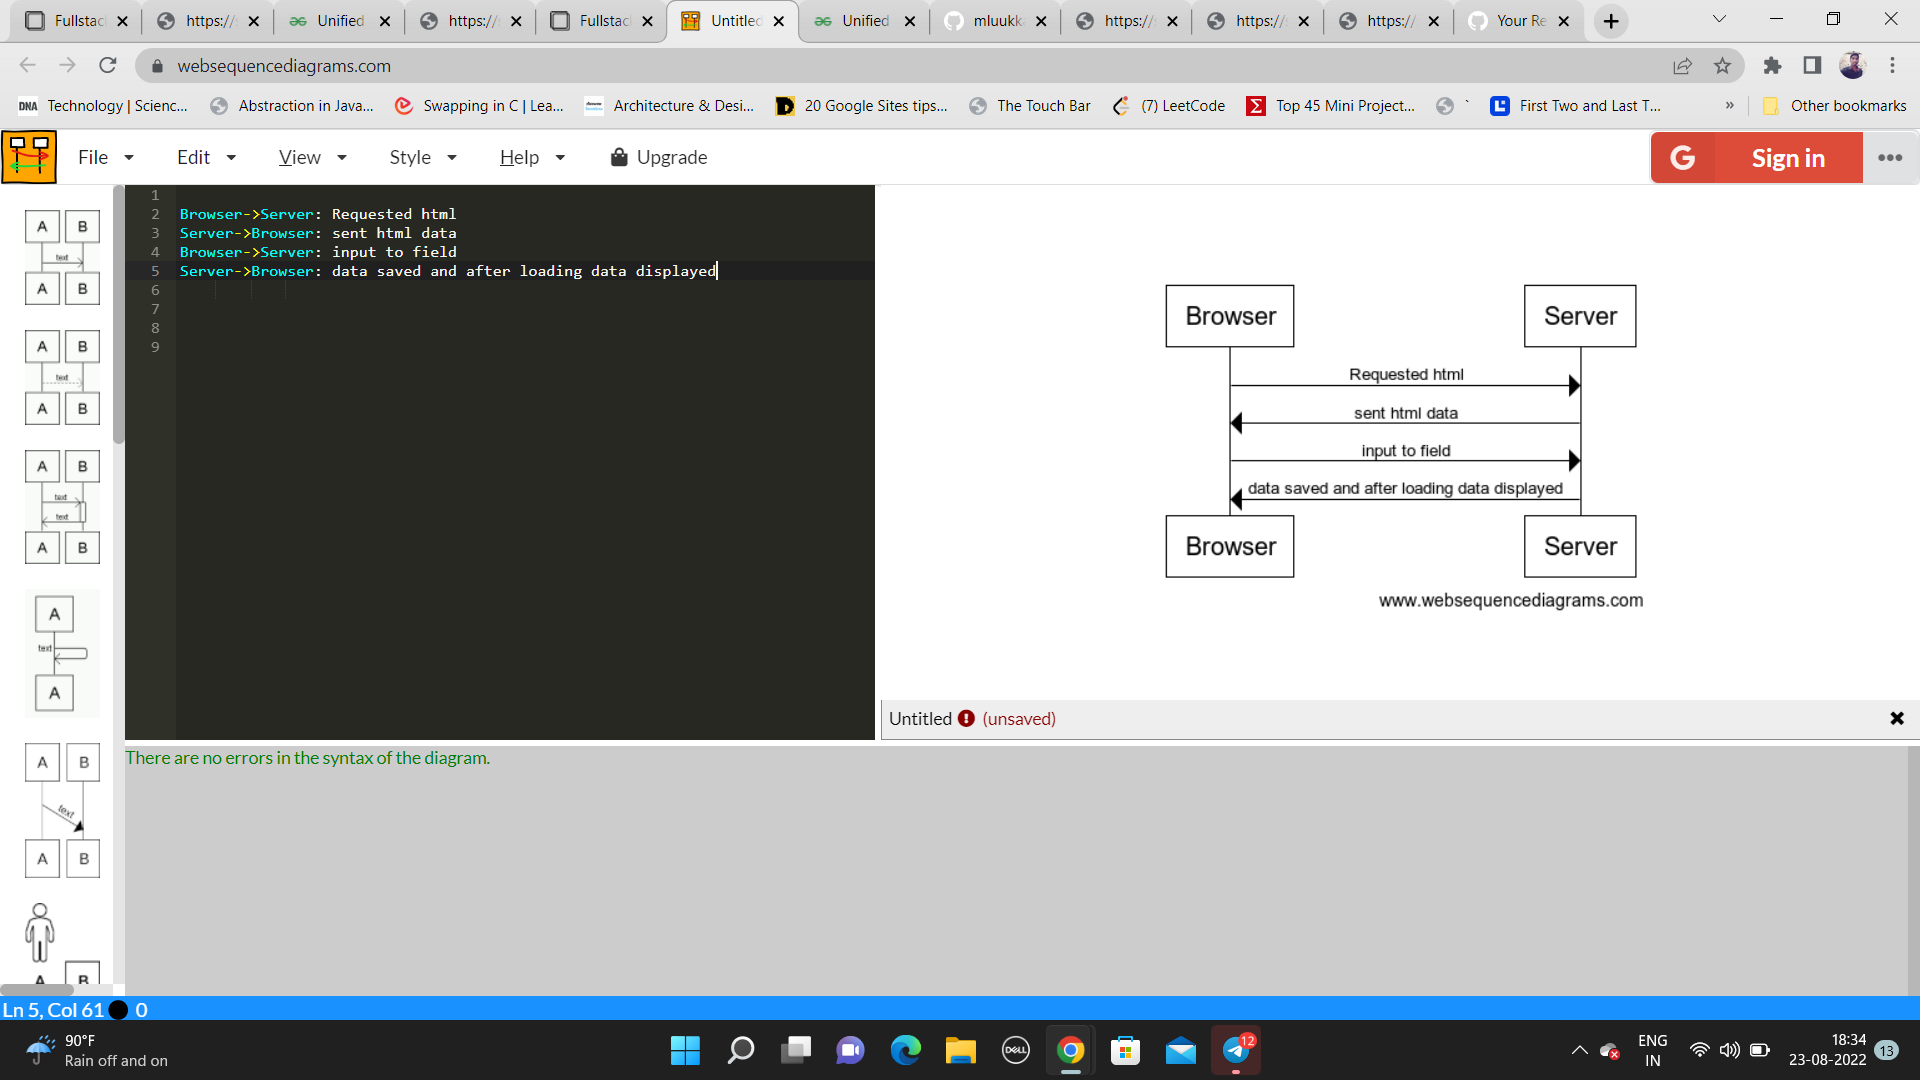 Fullstac
https://
Unified
https://
Fullstac
Untitled
Unified
mluukk
https://
https://
https://
Your Re
websequencediagrams.com
DNA Technology | Scienc...
Abstraction in Java...
Swapping in C | Lea...
Architecture & Desi...
20 Google Sites tips...
The Touch Bar
(7) LeetCode
Top 45 Mini Project...
`
First Two and Last T...
»
Other bookmarks
File
Edit
View
Style
Help
Upgrade
G Sign in
1
2 Browser->Server: Requested html
3 Server->Browser: sent html data
4 Browser->Server: input to field
5 Server->Browser: data saved and after loading data displayed
6
7
8
9
A B
text
A B
A B
text
A B
A B
text
text
A B
A
text
A
A B
text
A B
A B
Browser Server
Requested html
sent html data
input to field
data saved and after loading data displayed
Browser Server
www.websequencediagrams.com
Untitled (unsaved)
There are no errors in the syntax of the diagram.
Ln 5, Col 61 0
90°F
Rain off and on
DELL
12
ENG
IN
18:34
23-08-2022
13